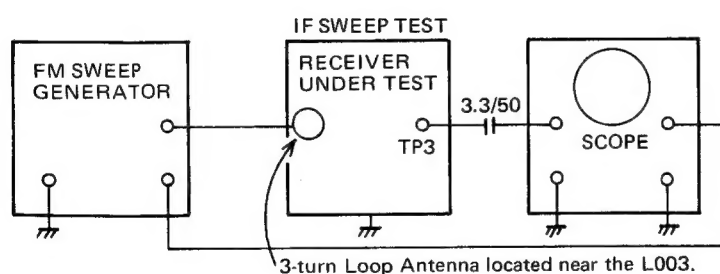 IF SWEEP TEST
FM SWEEP
GENERATOR
RECEIVER
UNDER TEST
TP3
3.3/50
SCOPE
3-turn Loop Antenna located near the L003.